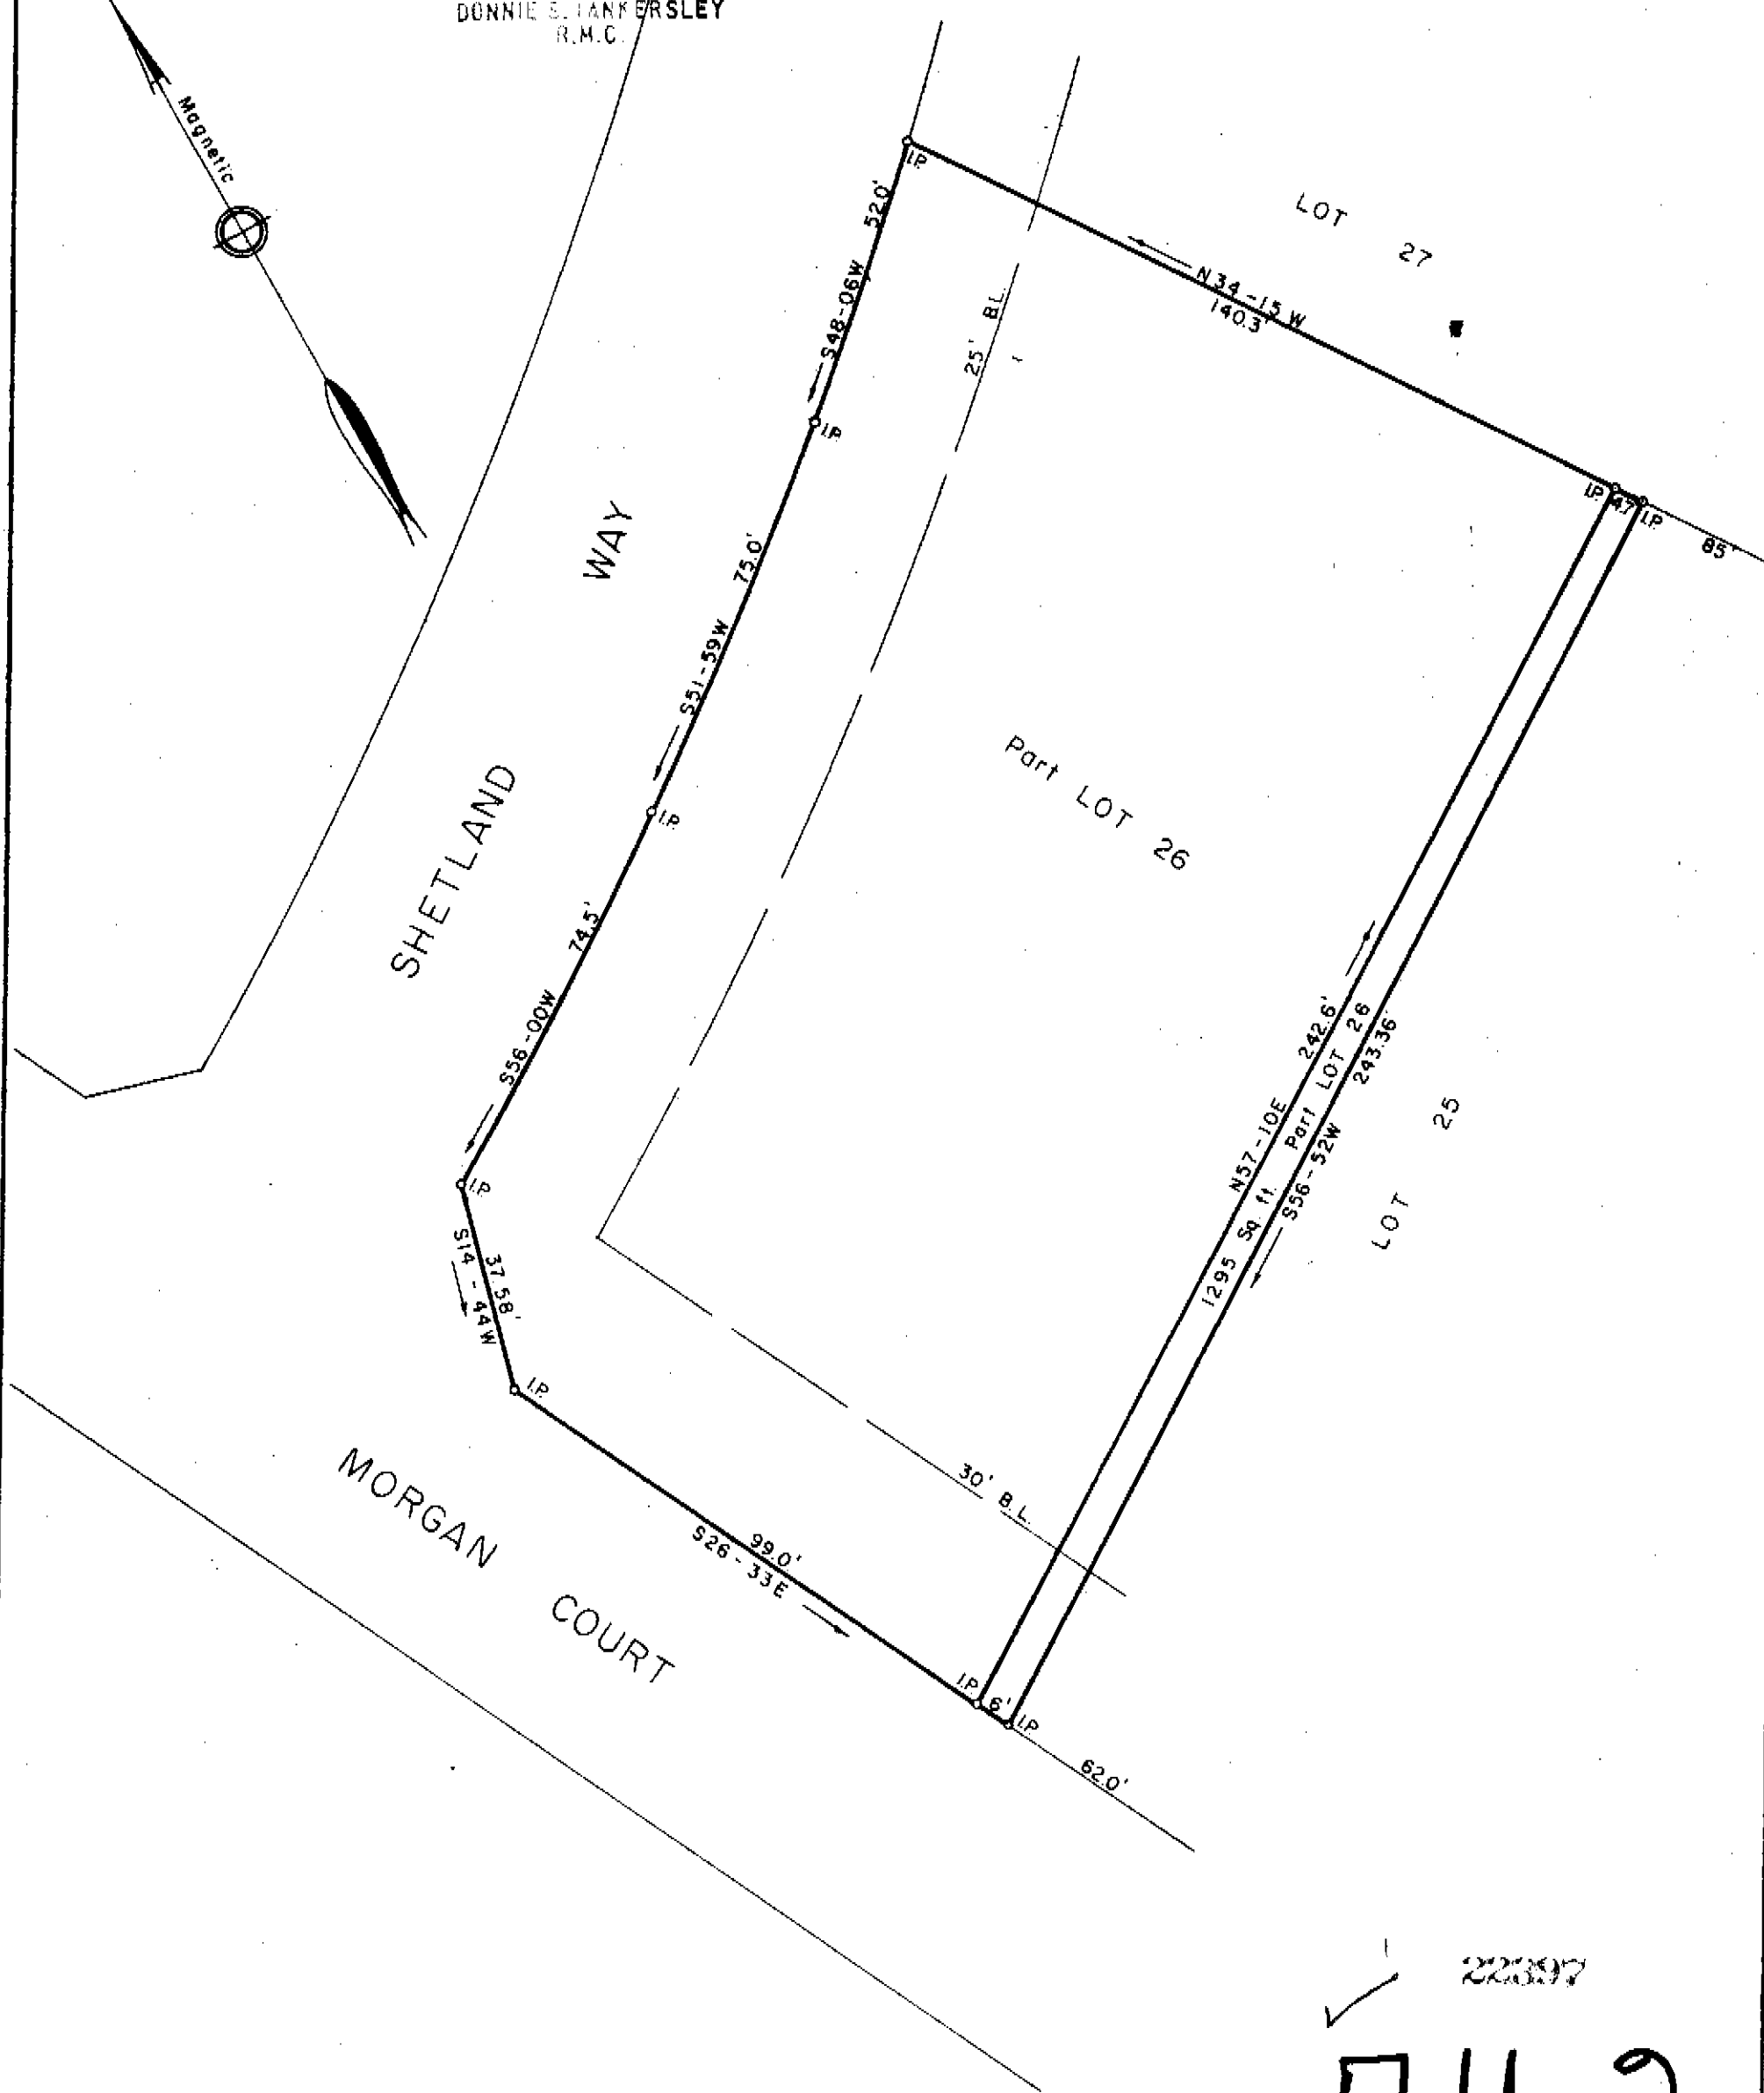 DONNIE S. TANKERSLEY
R.M.C.
Magnetic
I.P.
LOT 27
52.0'
S48-06W
N34-15W
140.3'
25' B.L.
I.P.
I.P.
4.7
I.P.
85'
WAY
75.0'
S51-59W
Part LOT 26
I.P.
SHETLAND
74.5'
S56-00W
242.6'
N57-10E
1295 Sq. ft. Part LOT 26
243.36'
S56-52W
LOT 25
I.P.
37.58'
S14-44W
I.P.
MORGAN COURT
30' B.L.
99.0'
S26-33E
I.P.
6'
I.P.
62.0'
22397